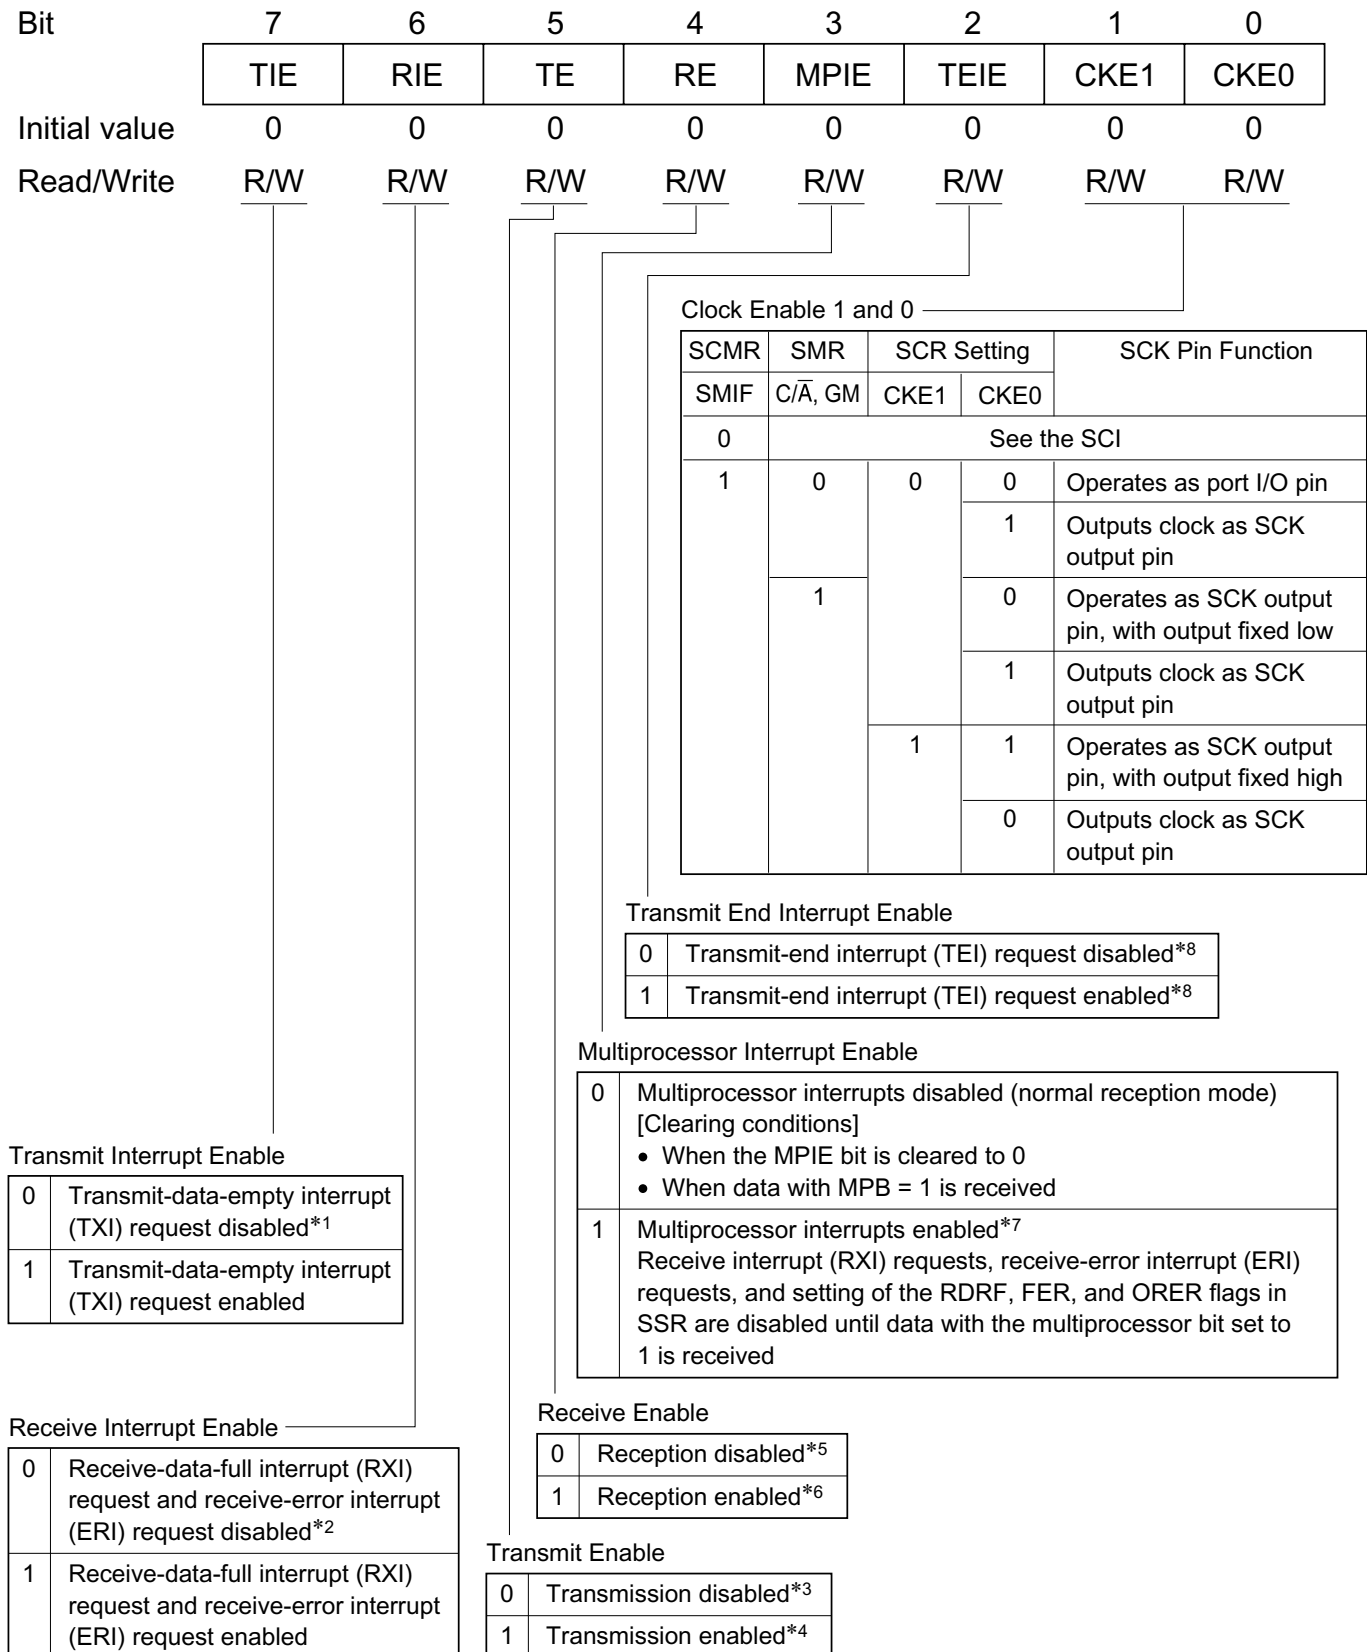 Bit 7 6 5 4 3 2 1 0
TIE RIE TE RE MPIE TEIE CKE1 CKE0
Initial value 0 0 0 0 0 0 0 0
Read/Write R/W R/W R/W R/W R/W R/W R/W R/W
Clock Enable 1 and 0
SCMR SMR SCR Setting SCK Pin Function
SMIF C/A̅, GM CKE1 CKE0
0 See the SCI
1 0 0 0 Operates as port I/O pin
1 Outputs clock as SCK
output pin
1 0 Operates as SCK output
pin, with output fixed low
1 Outputs clock as SCK
output pin
1 1 Operates as SCK output
pin, with output fixed high
0 Outputs clock as SCK
output pin
Transmit End Interrupt Enable
0 Transmit-end interrupt (TEI) request disabled*8
1 Transmit-end interrupt (TEI) request enabled*8
Multiprocessor Interrupt Enable
0 Multiprocessor interrupts disabled (normal reception mode)
[Clearing conditions]
• When the MPIE bit is cleared to 0
• When data with MPB = 1 is received
1 Multiprocessor interrupts enabled*7
Receive interrupt (RXI) requests, receive-error interrupt (ERI)
requests, and setting of the RDRF, FER, and ORER flags in
SSR are disabled until data with the multiprocessor bit set to
1 is received
Transmit Interrupt Enable
0 Transmit-data-empty interrupt
(TXI) request disabled*1
1 Transmit-data-empty interrupt
(TXI) request enabled
Receive Enable
0 Reception disabled*5
1 Reception enabled*6
Receive Interrupt Enable
0 Receive-data-full interrupt (RXI)
request and receive-error interrupt
(ERI) request disabled*2
1 Receive-data-full interrupt (RXI)
request and receive-error interrupt
(ERI) request enabled
Transmit Enable
0 Transmission disabled*3
1 Transmission enabled*4